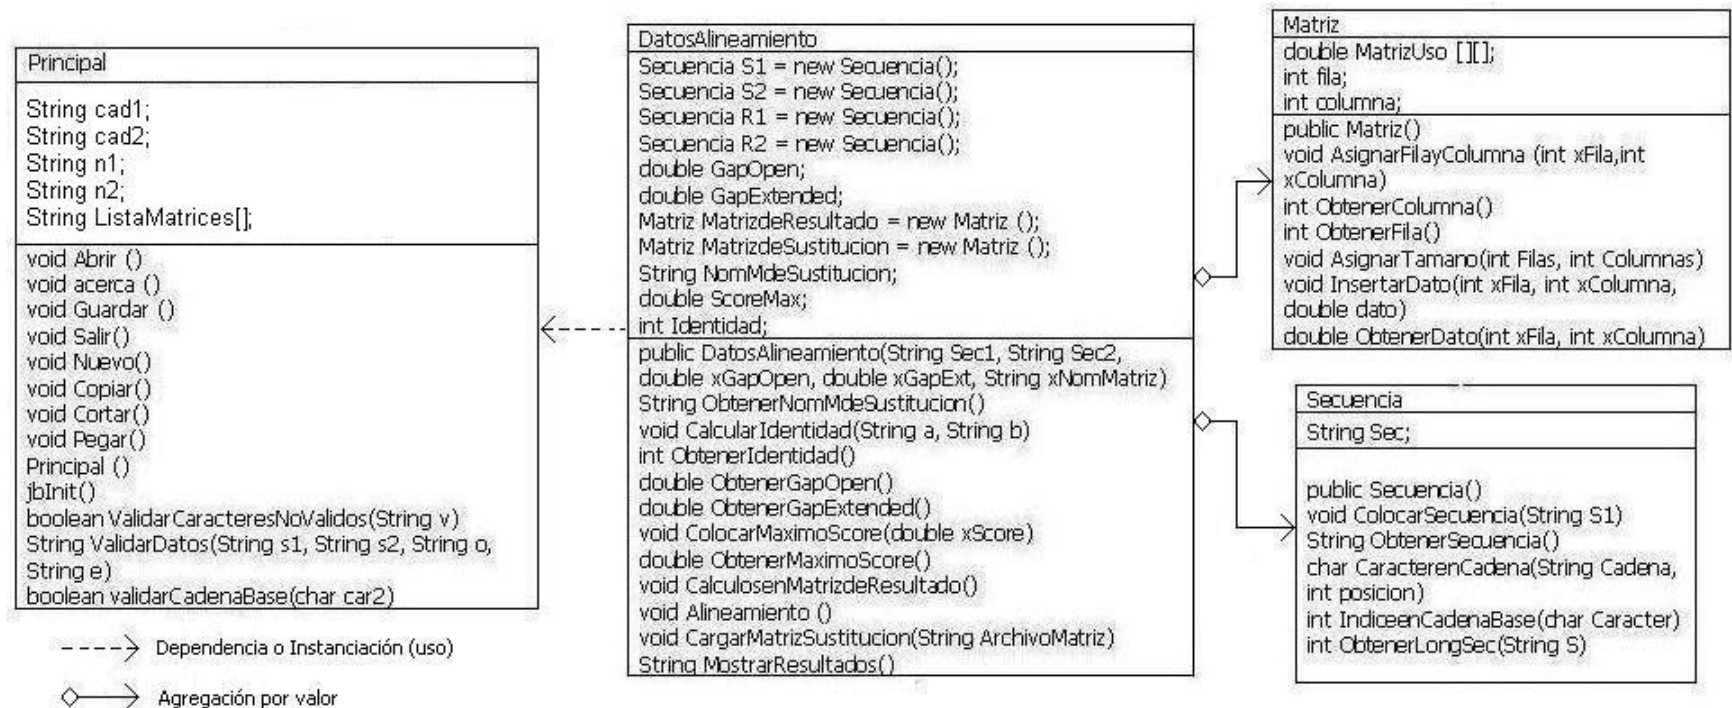 Principal
String cad1;
String cad2;
String n1;
String n2;
String ListaMatrices[];
void Abrir ()
void acerca ()
void Guardar ()
void Salir()
void Nuevo()
void Copiar()
void Cortar()
void Pegar()
Principal ()
jbInit()
boolean ValidarCaracteresNoValidos(String v)
String ValidarDatos(String s1, String s2, String o,
String e)
boolean validarCadenaBase(char car2)
Dependencia o Instanciación (uso)
Agregación por valor
DatosAlineamiento
Secuencia S1 = new Secuencia();
Secuencia S2 = new Secuencia();
Secuencia R1 = new Secuencia();
Secuencia R2 = new Secuencia();
double GapOpen;
double GapExtended;
Matriz MatrizdeResultado = new Matriz ();
Matriz MatrizdeSustitucion = new Matriz ();
String NomMdeSustitucion;
double ScoreMax;
int Identidad;
public DatosAlineamiento(String Sec1, String Sec2,
double xGapOpen, double xGapExt, String xNomMatriz)
String ObtenerNomMdeSustitucion()
void CalcularIdentidad(String a, String b)
int ObtenerIdentidad()
double ObtenerGapOpen()
double ObtenerGapExtended()
void ColocarMaximoScore(double xScore)
double ObtenerMaximoScore()
void CalculosenMatrizdeResultado()
void Alineamiento ()
void CargarMatrizSustitucion(String ArchivoMatriz)
String MostrarResultados()
Matriz
double MatrizUso [][];
int fila;
int columna;
public Matriz()
void AsignarFilayColumna (int xFila,int
xColumna)
int ObtenerColumna()
int ObtenerFila()
void AsignarTamano(int Filas, int Columnas)
void InsertarDato(int xFila, int xColumna,
double dato)
double ObtenerDato(int xFila, int xColumna)
Secuencia
String Sec;
public Secuencia()
void ColocarSecuencia(String S1)
String ObtenerSecuencia()
char CaracterenCadena(String Cadena,
int posicion)
int IndiceenCadenaBase(char Caracter)
int ObtenerLongSec(String S)